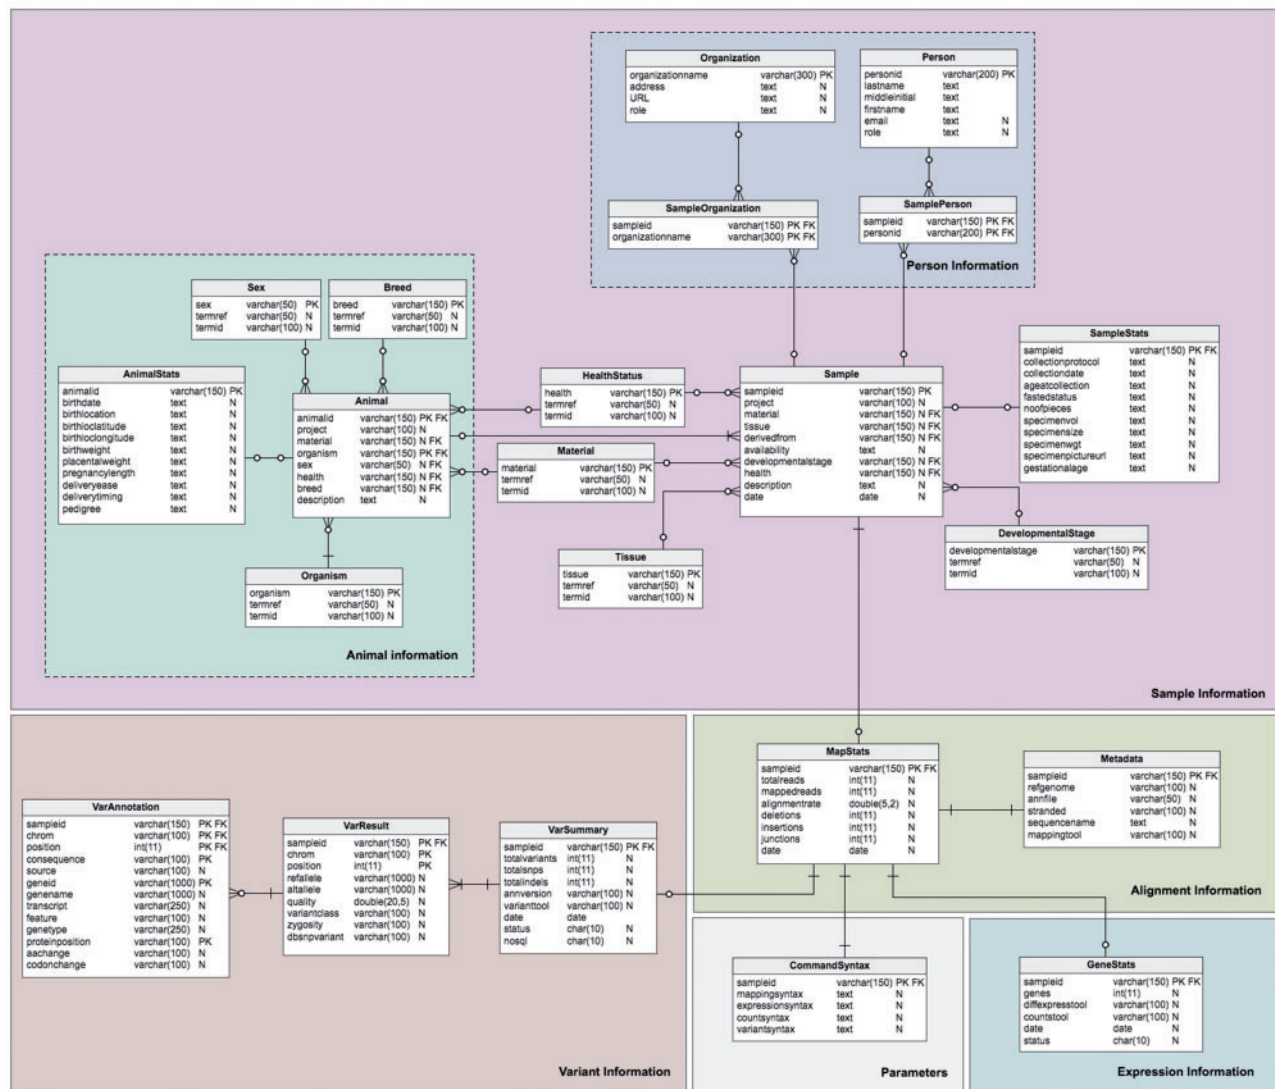 Organization
organizationname varchar(300) PK
address text N
URL text N
role text N
Person
personid varchar(200) PK
lastname text
middleinitial text
firstname text
email text N
role text N
SampleOrganization
sampleid varchar(150) PK FK
organizationname varchar(300) PK FK
SamplePerson
sampleid varchar(150) PK FK
personid varchar(200) PK FK
Person Information
Sex
sex varchar(50) PK
termref varchar(50) N
termid varchar(100) N
Breed
breed varchar(150) PK
termref varchar(50) N
termid varchar(100) N
AnimalStats
animalid varchar(150) PK
birthdate text N
birthlocation text N
birthloclatitude text N
birthloclongitude text N
birthweight text N
placentalweight text N
pregnancylength text N
deliveryease text N
deliverytiming text N
pedigree text N
Animal
animalid varchar(150) PK FK
project varchar(100) N
material varchar(150) N FK
organism varchar(150) PK FK
sex varchar(50) N FK
health varchar(150) N FK
breed varchar(150) N FK
description text N
Organism
organism varchar(150) PK
termref varchar(50) N
termid varchar(100) N
Animal information
HealthStatus
health varchar(150) PK
termref varchar(50) N
termid varchar(100) N
Material
material varchar(150) PK
termref varchar(50) N
termid varchar(100) N
Tissue
tissue varchar(150) PK
termref varchar(50) N
termid varchar(100) N
Sample
sampleid varchar(150) PK
project varchar(100) N
material varchar(150) N FK
tissue varchar(150) N FK
derivedfrom varchar(150) N FK
availability text N
developmentalstage varchar(150) N FK
health varchar(150) N FK
description text N
date date N
SampleStats
sampleid varchar(150) PK FK
collectionprotocol text N
collectiondate text N
ageatcollection text N
fastedstatus text N
noofpieces text N
specimenvol text N
specimensize text N
specimenwgt text N
specimenpictureurl text N
gestationalage text N
DevelopmentalStage
developmentalstage varchar(150) PK
termref varchar(50) N
termid varchar(100) N
Sample Information
VarAnnotation
sampleid varchar(150) PK FK
chrom varchar(100) PK FK
position int(11) PK FK
consequence varchar(100) PK
source varchar(100) N
geneid varchar(1000) PK
genename varchar(1000) N
transcript varchar(250) N
feature varchar(100) N
genetype varchar(250) N
proteinposition varchar(100) PK
aachange varchar(100) N
codonchange varchar(100) N
VarResult
sampleid varchar(150) PK FK
chrom varchar(100) PK
position int(11) PK
refallele varchar(1000) N
altallele varchar(1000) N
quality double(20,5) N
variantclass varchar(100) N
zygosity varchar(100) N
dbsnpvariant varchar(100) N
VarSummary
sampleid varchar(150) PK FK
totalvariants int(11) N
totalsnps int(11) N
totalindels int(11) N
annversion varchar(100) N
varianttool varchar(100) N
date date
status char(10) N
nosql char(10) N
Variant Information
MapStats
sampleid varchar(150) PK FK
totalreads int(11) N
mappedreads int(11) N
alignmentrate double(5,2) N
deletions int(11) N
insertions int(11) N
junctions int(11) N
date date N
Metadata
sampleid varchar(150) PK FK
refgenome varchar(100) N
annfile varchar(50) N
stranded varchar(100) N
sequencename text N
mappingtool varchar(100) N
Alignment Information
CommandSyntax
sampleid varchar(150) PK FK
mappingsyntax text N
expressionsyntax text N
countsyntax text N
variantsyntax text N
Parameters
GeneStats
sampleid varchar(150) PK FK
genes int(11) N
diffexpresstool varchar(100) N
countstool varchar(100) N
date date N
status char(10) N
Expression Information